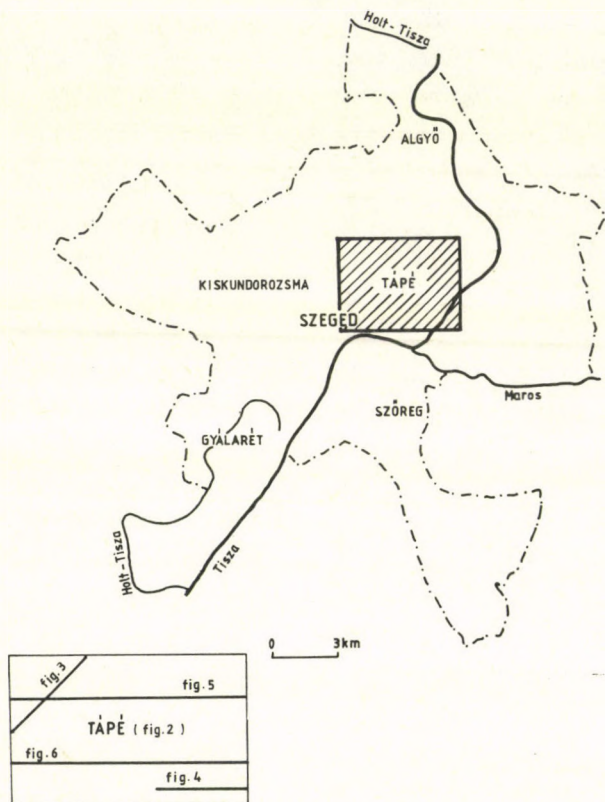 Holt-Tisza
ALGYŐ
KISKUNDOROZSMA
TÁPÉ
SZEGED
Maros
SZŐREG
GYÁLARÉT
Tisza
Holt-Tisza
0 3km
fig.3
fig.5
TÁPÉ (fig.2)
fig.6
fig.4